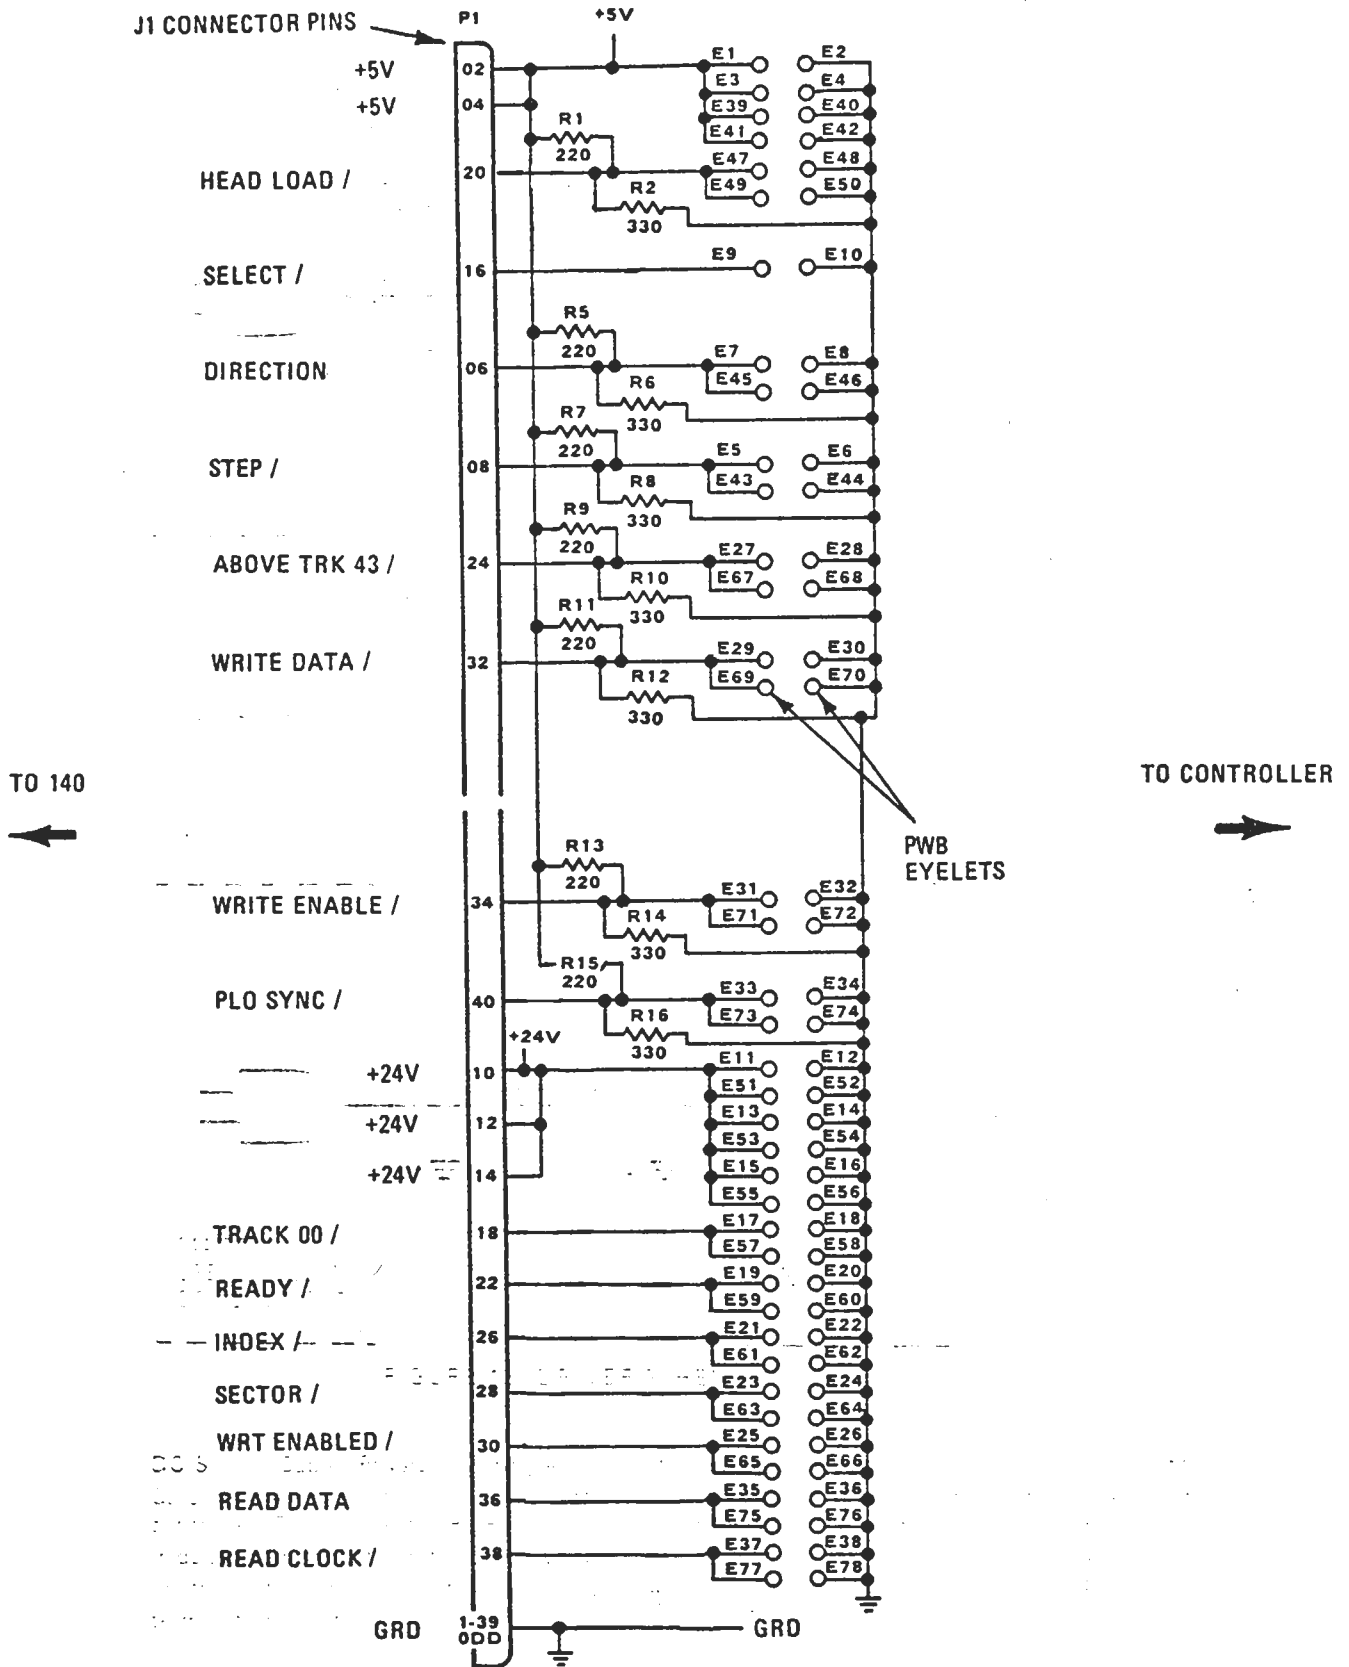 J1 CONNECTOR PINS
P1
+5V
+5V
02
E1
E2
E3
E4
+5V
04
E39
E40
R1
E41
E42
220
HEAD LOAD /
20
E47
E48
R2
E49
E50
330
SELECT /
16
E9
E10
R5
220
DIRECTION
06
E7
E8
R6
E45
E46
330
R7
220
STEP /
08
E5
E6
R8
E43
E44
330
R9
220
ABOVE TRK 43 /
24
E27
E28
R10
E67
E68
330
R11
220
WRITE DATA /
32
E29
E30
R12
E69
E70
330
TO 140
TO CONTROLLER
PWB
EYELETS
R13
220
WRITE ENABLE /
34
E31
E32
R14
E71
E72
330
R15
220
PLO SYNC /
40
E33
E34
R16
E73
E74
330
+24V
+24V
10
E11
E12
E51
E52
+24V
12
E13
E14
E53
E54
+24V
14
E15
E16
E55
E56
TRACK 00 /
18
E17
E18
E57
E58
READY /
22
E19
E20
E59
E60
INDEX /
26
E21
E22
E61
E62
SECTOR /
28
E23
E24
E63
E64
WRT ENABLED /
30
E25
E26
E65
E66
READ DATA
36
E35
E36
E75
E76
READ CLOCK /
38
E37
E38
E77
E78
GRD
1-39
ODD
GRD